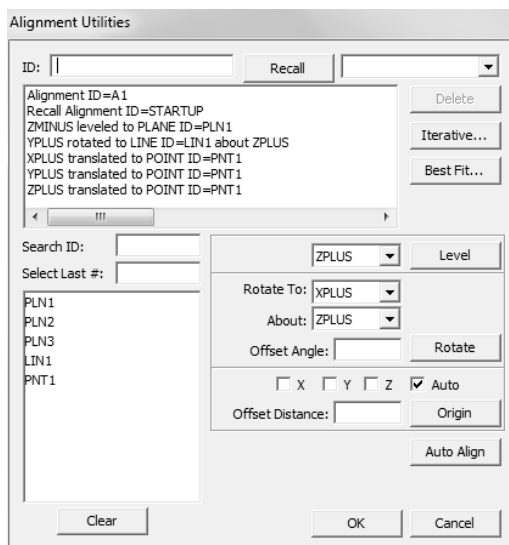 Alignment Utilities
ID:
Recall
Alignment ID=A1
Recall Alignment ID=STARTUP
ZMINUS leveled to PLANE ID=PLN1
YPLUS rotated to LINE ID=LIN1 about ZPLUS
XPLUS translated to POINT ID=PNT1
YPLUS translated to POINT ID=PNT1
ZPLUS translated to POINT ID=PNT1
Delete
Iterative...
Best Fit...
Search ID:
Select Last #:
PLN1
PLN2
PLN3
LIN1
PNT1
ZPLUS Level
Rotate To: XPLUS
About: ZPLUS
Offset Angle: Rotate
X Y Z Auto
Offset Distance: Origin
Auto Align
Clear OK Cancel